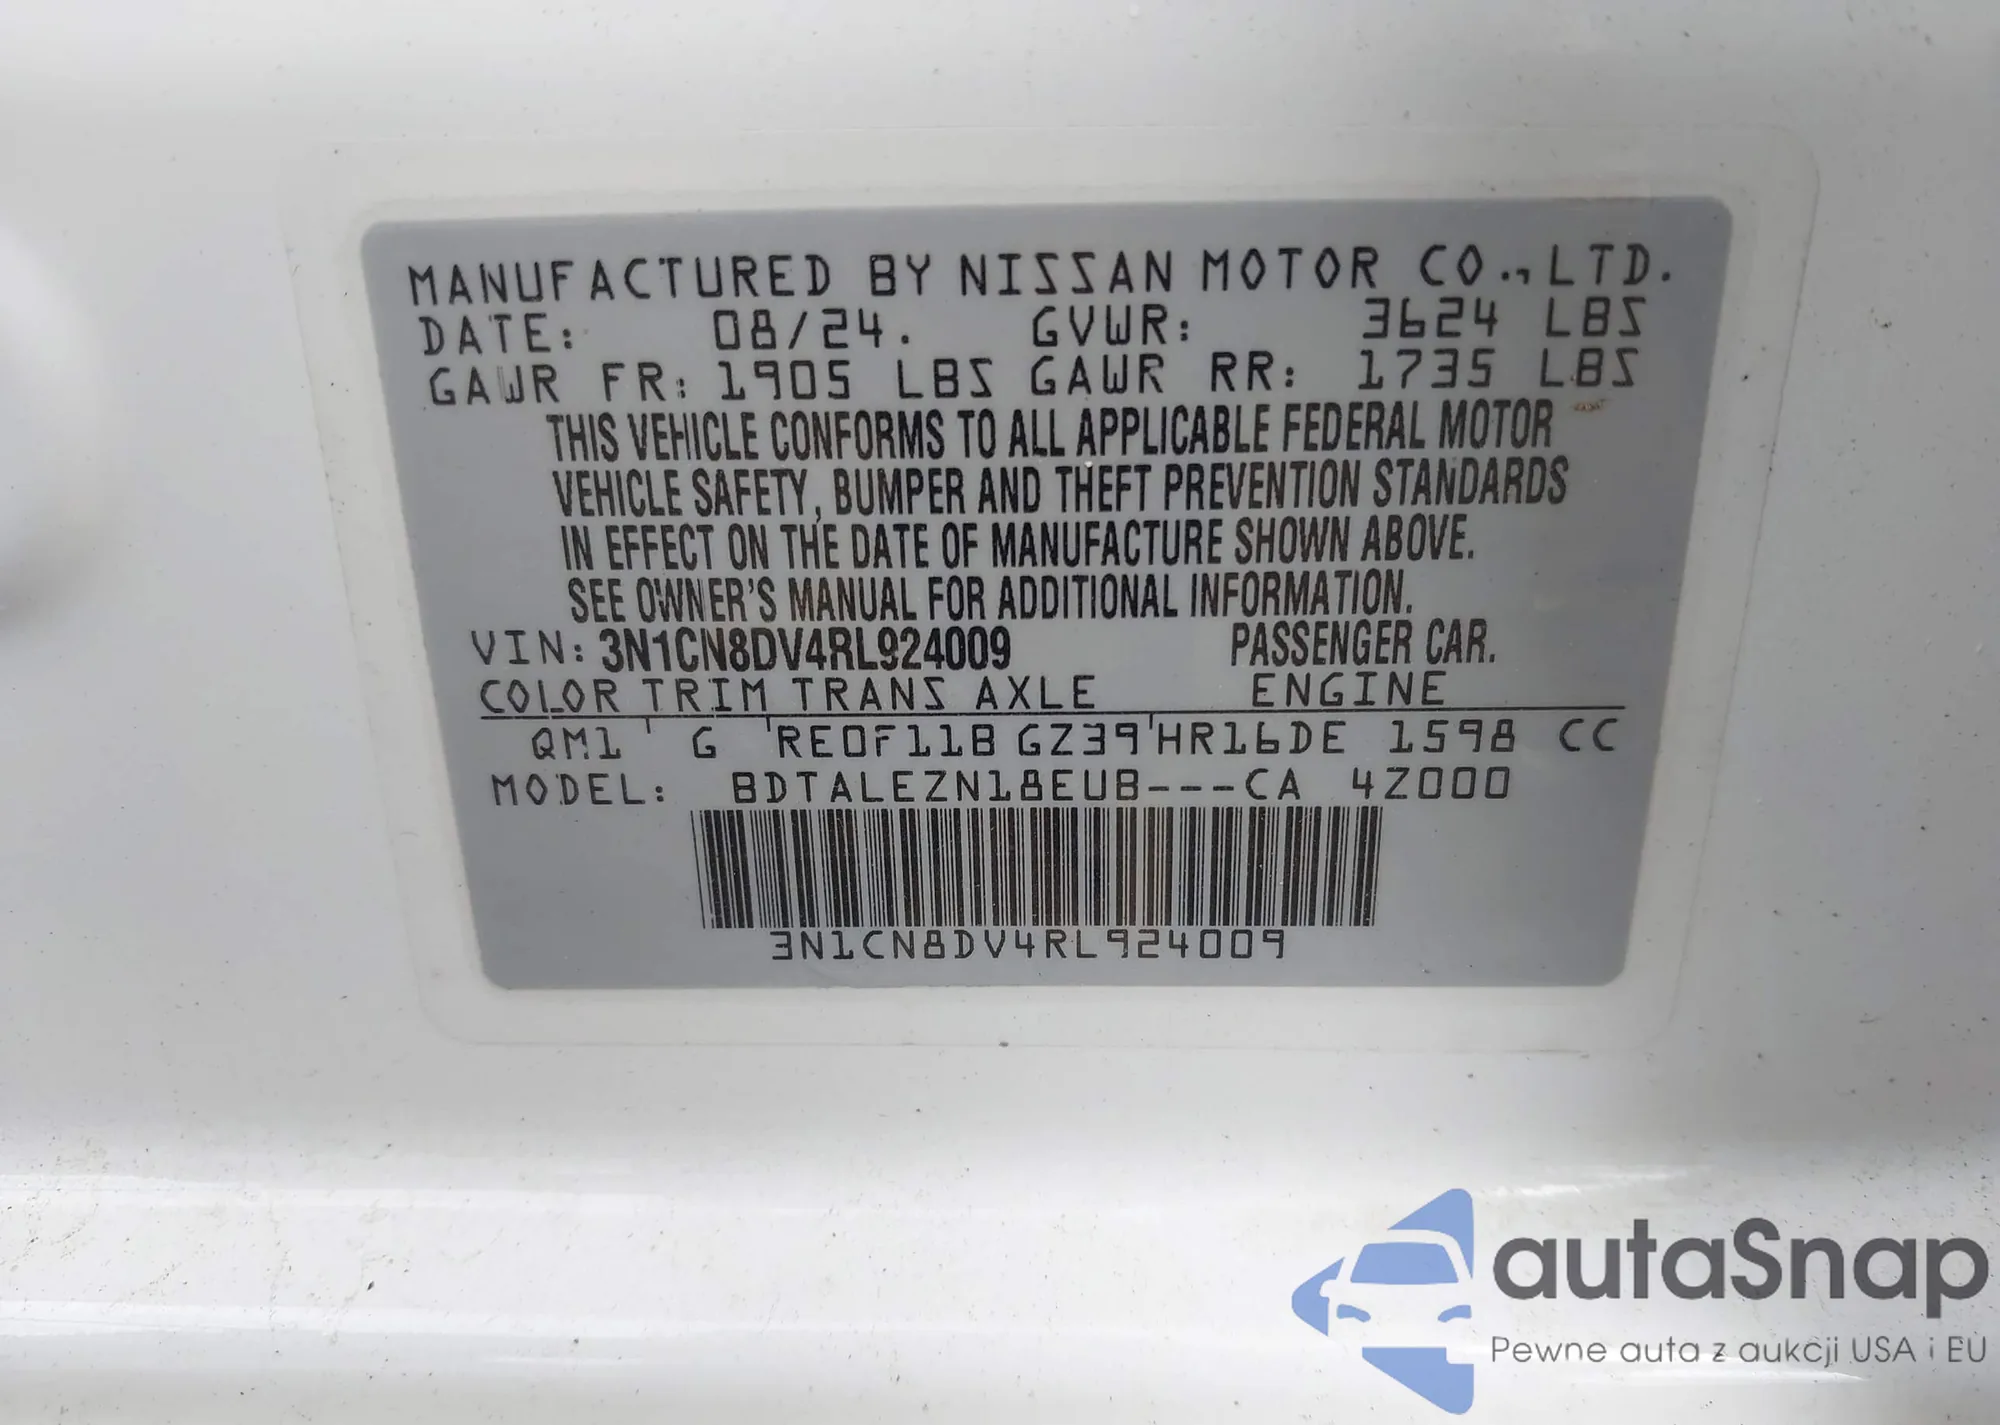 MANUFACTURED BY NISSAN MOTOR CO., LTD.
DATE: 08/24. GVWR: 3624 LBS
GAWR FR: 1905 LBS GAWR RR: 1735 LBS
THIS VEHICLE CONFORMS TO ALL APPLICABLE FEDERAL MOTOR
VEHICLE SAFETY, BUMPER AND THEFT PREVENTION STANDARDS
IN EFFECT ON THE DATE OF MANUFACTURE SHOWN ABOVE.
SEE OWNER'S MANUAL FOR ADDITIONAL INFORMATION.
VIN: 3N1CN8DV4RL924009 PASSENGER CAR.
COLOR TRIM TRANS AXLE ENGINE
QM1 G RE0F11B GZ39 HR16DE 1598 CC
MODEL: BDTALEZN18EUB---CA 4Z000
3N1CN8DV4RL924009
autaSnap
Pewne auta z aukcji USA i EU